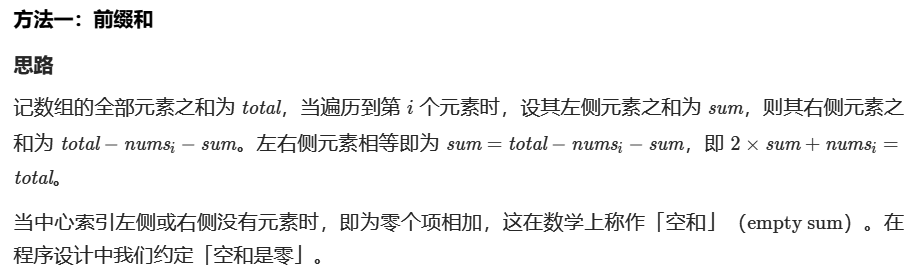 方法一：前缀和
思路
记数组的全部元素之和为 total，当遍历到第 i 个元素时，设其左侧元素之和为 sum，则其右侧元素之
和为 total − numsᵢ − sum。左右侧元素相等即为 sum = total − numsᵢ − sum，即 2 × sum + numsᵢ =
total。
当中心索引左侧或右侧没有元素时，即为零个项相加，这在数学上称作「空和」（empty sum）。在
程序设计中我们约定「空和是零」。